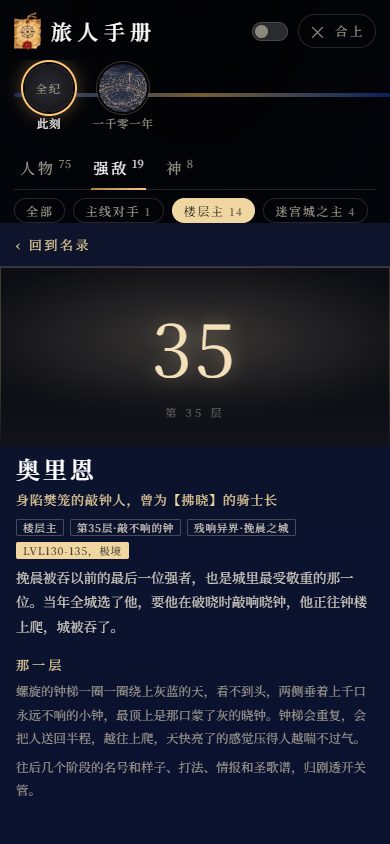 旅人手册
合上
全纪
此刻
一千零一年
人物 75
强敌 19
神 8
全部
主线对手 1
楼层主 14
迷宫城之主 4
‹ 回到名录
35
第 35 层
奥里恩
身陷樊笼的敲钟人，曾为【拂晓】的骑士长
楼层主
第35层·敲不响的钟
残响异界·挽晨之城
LVL130-135，极境
挽晨被吞以前的最后一位强者，也是城里最受敬重的那一
位。当年全城选了他，要他在破晓时敲响晓钟，他正往钟楼
上爬，城被吞了。
那一层
螺旋的钟梯一圈一圈绕上灰蓝的天，看不到头，两侧垂着上千口
永远不响的小钟，最顶上是那口蒙了灰的晓钟。钟梯会重复，会
把人送回半程，越往上爬，天快亮了的感觉压得人越喘不过气。
往后几个阶段的名号和样子、打法、情报和圣歌谱，归剧透开关
管。